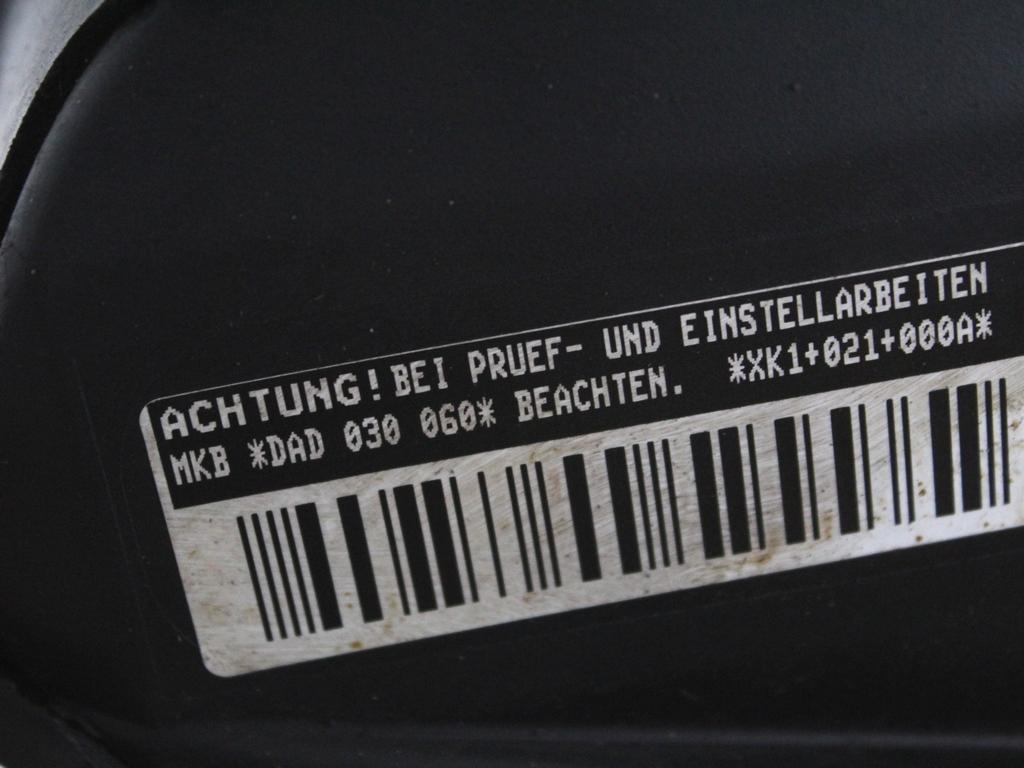 ACHTUNG! BEI PRUEF- UND EINSTELLARBEITEN
MKB *DAD 030 060* BEACHTEN. *XK1+021+000A*